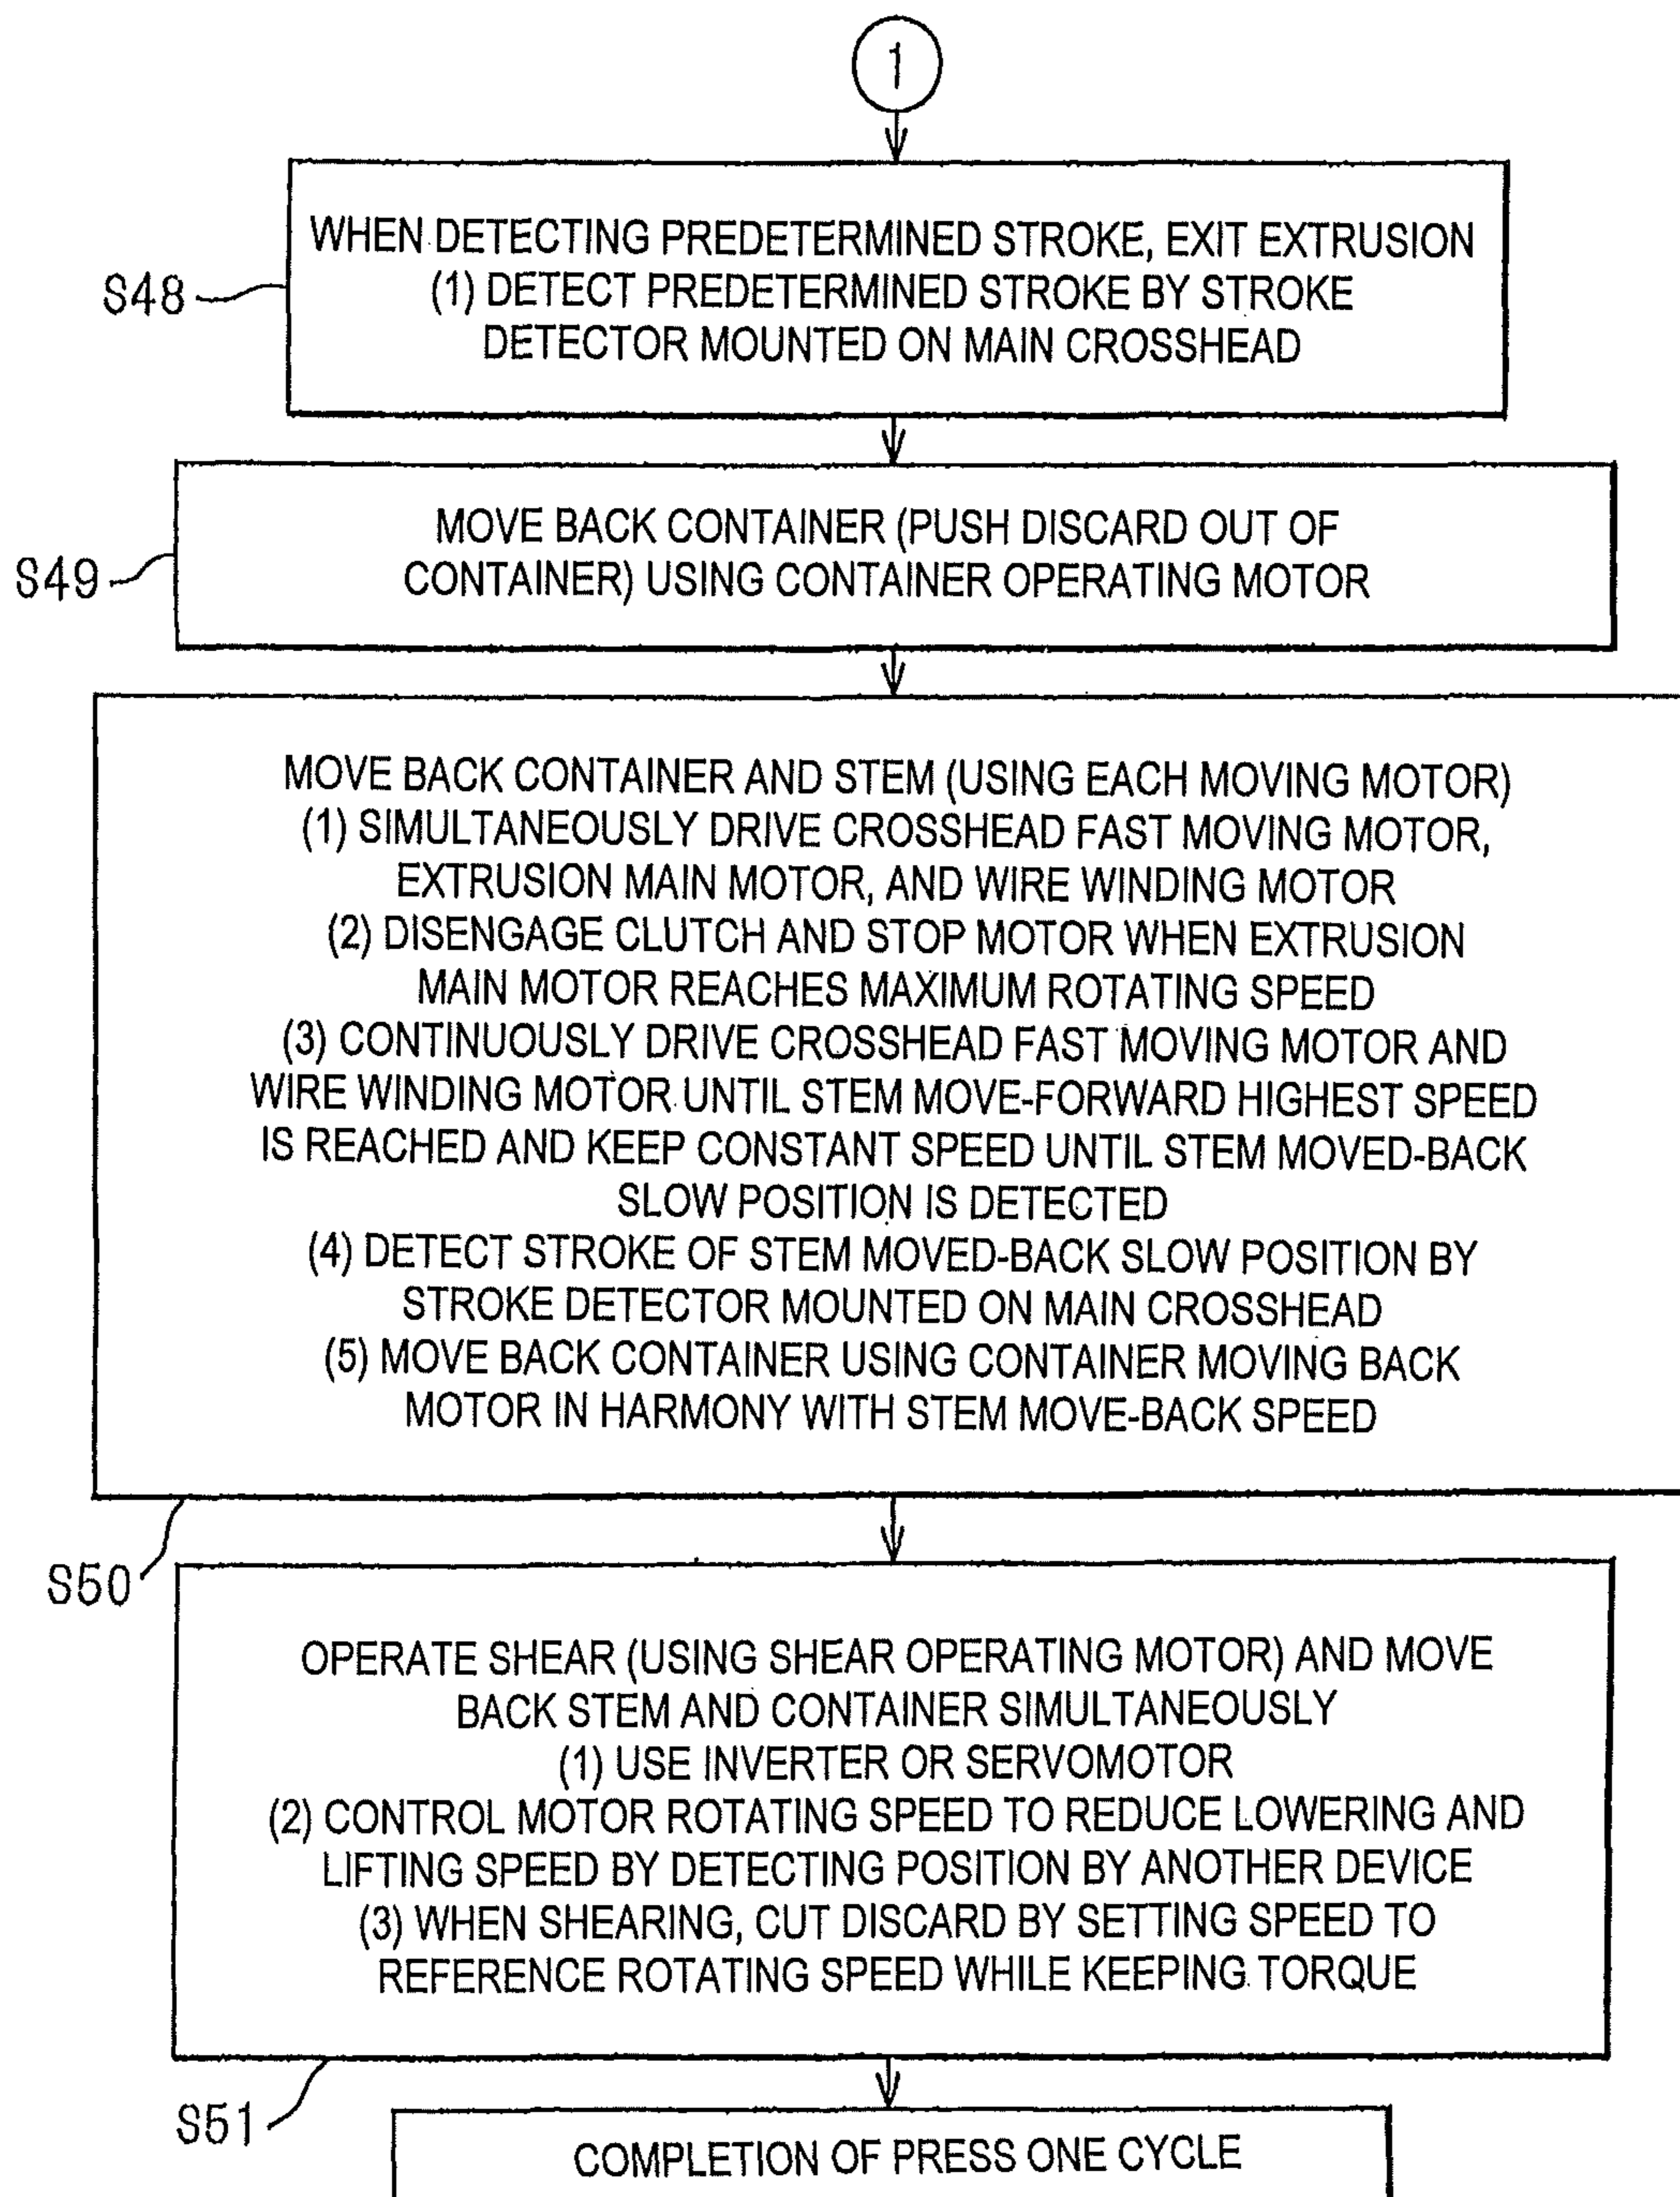 1
WHEN DETECTING PREDETERMINED STROKE, EXIT EXTRUSION
(1) DETECT PREDETERMINED STROKE BY STROKE
DETECTOR MOUNTED ON MAIN CROSSHEAD
S48
MOVE BACK CONTAINER (PUSH DISCARD OUT OF
CONTAINER) USING CONTAINER OPERATING MOTOR
S49
MOVE BACK CONTAINER AND STEM (USING EACH MOVING MOTOR)
(1) SIMULTANEOUSLY DRIVE CROSSHEAD FAST MOVING MOTOR,
EXTRUSION MAIN MOTOR, AND WIRE WINDING MOTOR
(2) DISENGAGE CLUTCH AND STOP MOTOR WHEN EXTRUSION
MAIN MOTOR REACHES MAXIMUM ROTATING SPEED
(3) CONTINUOUSLY DRIVE CROSSHEAD FAST MOVING MOTOR AND
WIRE WINDING MOTOR UNTIL STEM MOVE-FORWARD HIGHEST SPEED
IS REACHED AND KEEP CONSTANT SPEED UNTIL STEM MOVED-BACK
SLOW POSITION IS DETECTED
(4) DETECT STROKE OF STEM MOVED-BACK SLOW POSITION BY
STROKE DETECTOR MOUNTED ON MAIN CROSSHEAD
(5) MOVE BACK CONTAINER USING CONTAINER MOVING BACK
MOTOR IN HARMONY WITH STEM MOVE-BACK SPEED
S50
OPERATE SHEAR (USING SHEAR OPERATING MOTOR) AND MOVE
BACK STEM AND CONTAINER SIMULTANEOUSLY
(1) USE INVERTER OR SERVOMOTOR
(2) CONTROL MOTOR ROTATING SPEED TO REDUCE LOWERING AND
LIFTING SPEED BY DETECTING POSITION BY ANOTHER DEVICE
(3) WHEN SHEARING, CUT DISCARD BY SETTING SPEED TO
REFERENCE ROTATING SPEED WHILE KEEPING TORQUE
S51
COMPLETION OF PRESS ONE CYCLE